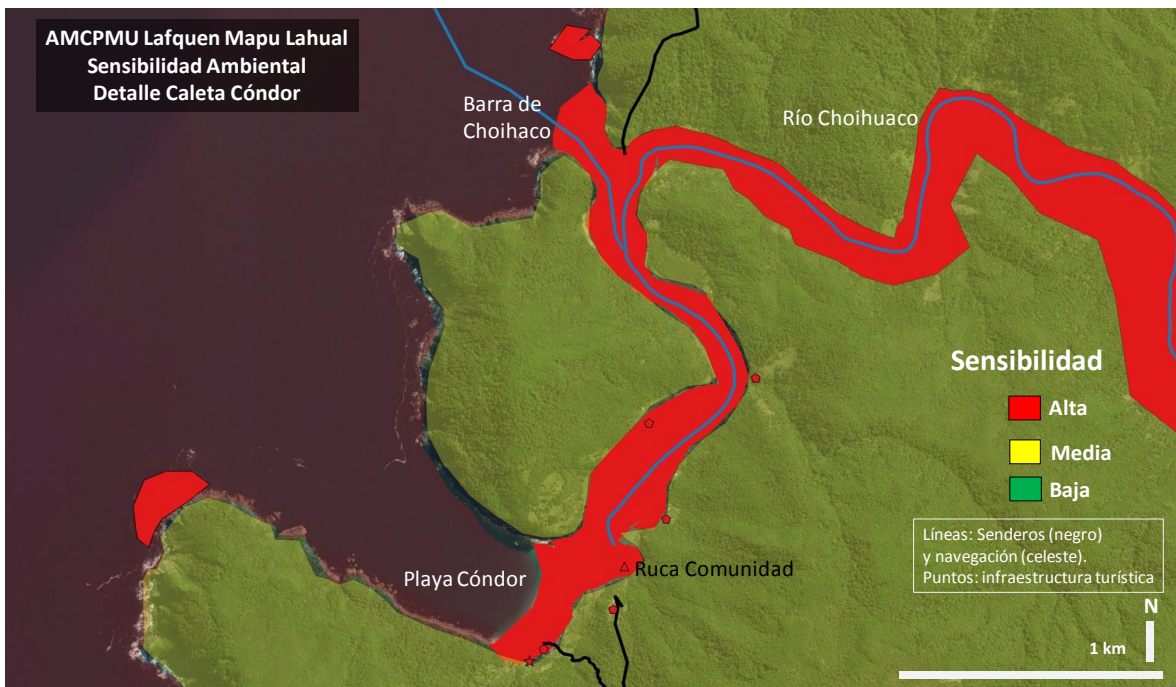 AMCPMU Lafquen Mapu Lahual
Sensibilidad Ambiental
Detalle Caleta Cóndor
Barra de
Choihaco
Río Choihuaco
Sensibilidad
Alta
Media
Baja
Líneas: Senderos (negro)
y navegación (celeste).
Puntos: infraestructura turística
Playa Cóndor
Ruca Comunidad
N
1 km